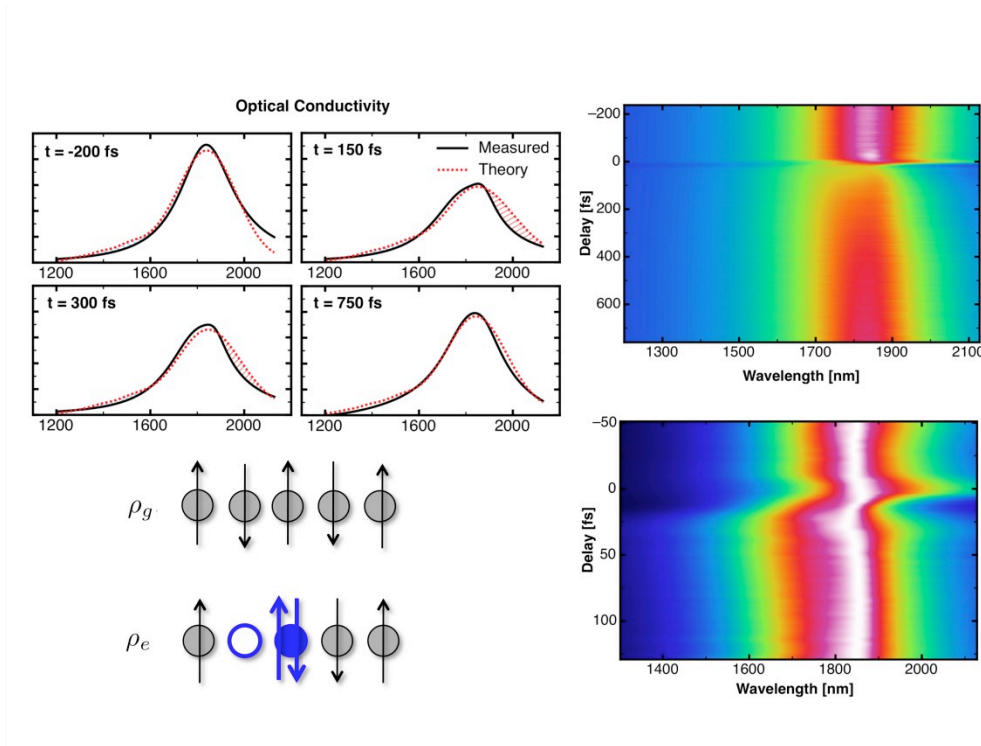 Optical Conductivity
t = -200 fs
t = 150 fs
Measured
Theory
1200 1600 2000
1200 1600 2000
t = 300 fs
t = 750 fs
1200 1600 2000
1200 1600 2000
ρg
ρe
−200
0
200
400
600
Delay [fs]
1300 1500 1700 1900 2100
Wavelength [nm]
−50
0
50
100
Delay [fs]
1400 1600 1800 2000
Wavelength [nm]